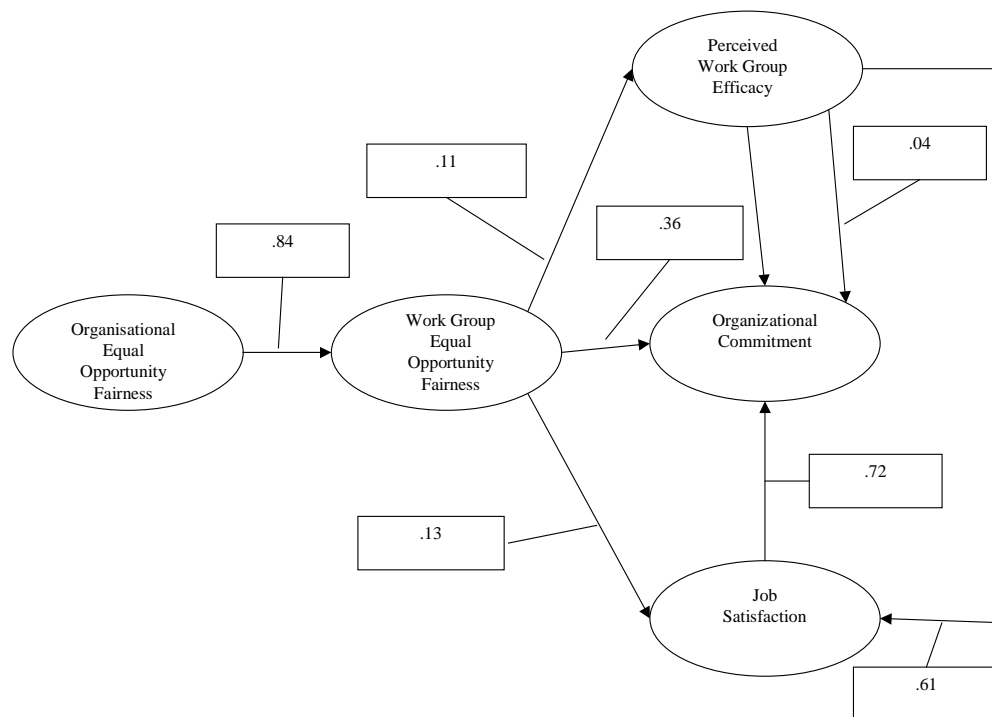 Perceived
Work Group
Efficacy
.11
.04
.36
.84
Organisational
Equal
Opportunity
Fairness
Work Group
Equal
Opportunity
Fairness
Organizational
Commitment
.72
.13
Job
Satisfaction
.61